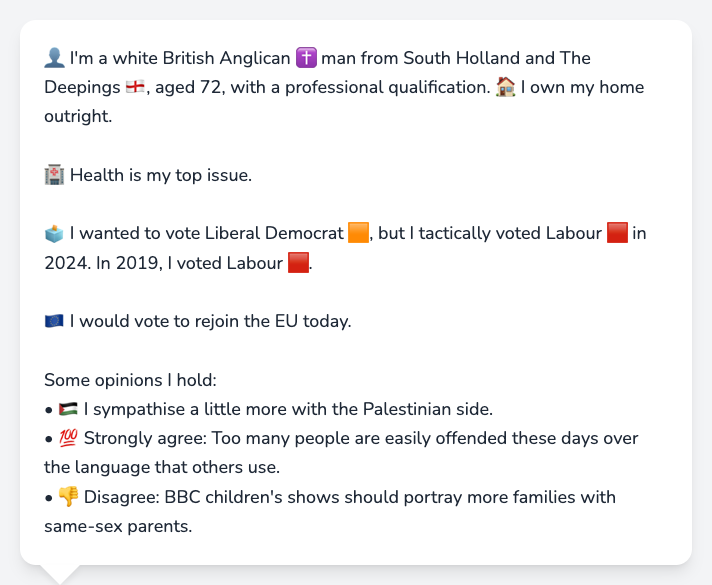 👤 I'm a white British Anglican ✝️ man from South Holland and The
Deepings 🏴󠁧󠁢󠁥󠁮󠁧󠁿, aged 72, with a professional qualification. 🏠 I own my home
outright.
🏥 Health is my top issue.
🗳️ I wanted to vote Liberal Democrat 🟧, but I tactically voted Labour 🟥 in
2024. In 2019, I voted Labour 🟥.
🇪🇺 I would vote to rejoin the EU today.
Some opinions I hold:
• 🇵🇸 I sympathise a little more with the Palestinian side.
• 💯 Strongly agree: Too many people are easily offended these days over
the language that others use.
• 👎 Disagree: BBC children's shows should portray more families with
same-sex parents.